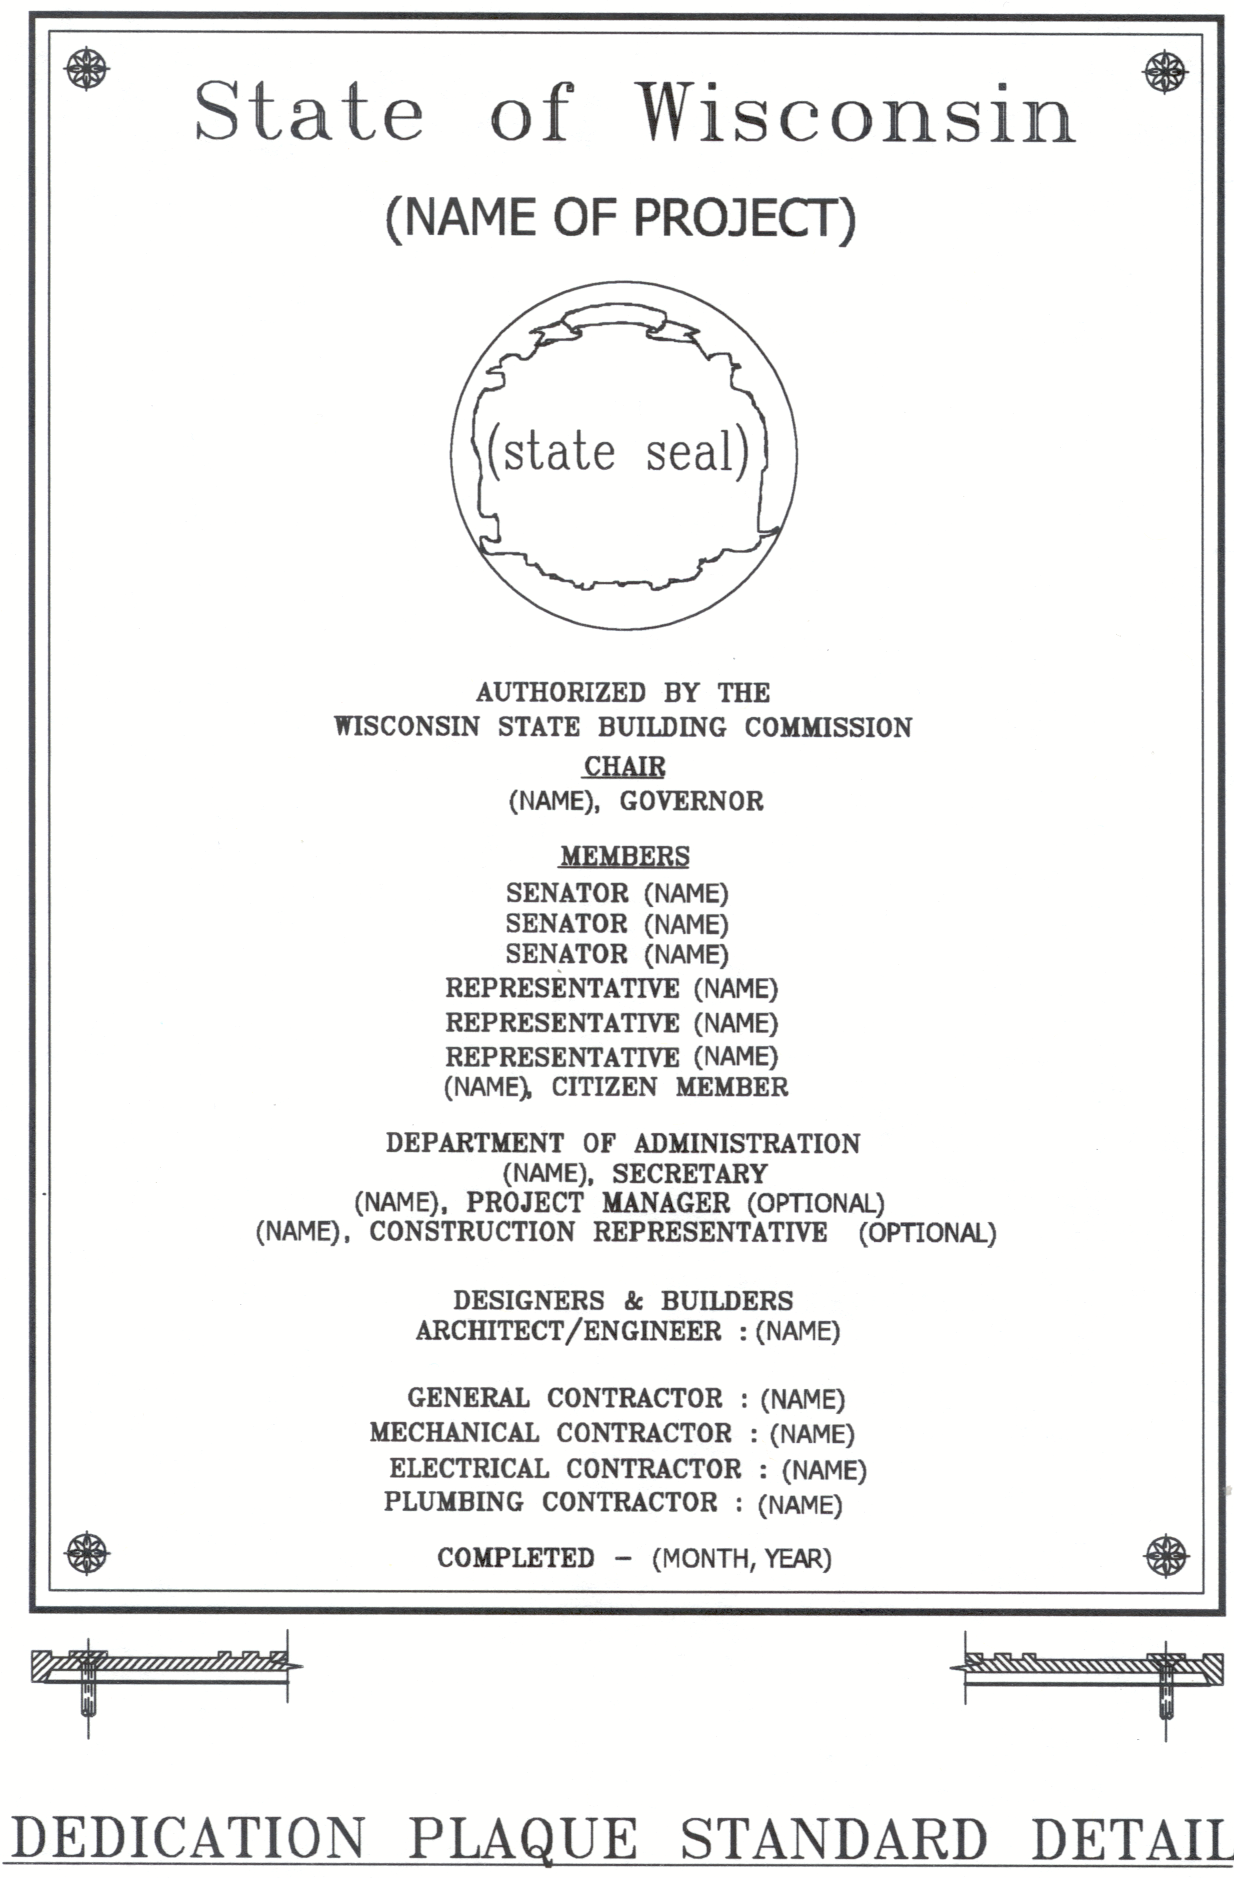 State of Wisconsin
(NAME OF PROJECT)
(state seal)
AUTHORIZED BY THE
WISCONSIN STATE BUILDING COMMISSION
CHAIR
(NAME), GOVERNOR
MEMBERS
SENATOR (NAME)
SENATOR (NAME)
SENATOR (NAME)
REPRESENTATIVE (NAME)
REPRESENTATIVE (NAME)
REPRESENTATIVE (NAME)
(NAME), CITIZEN MEMBER
DEPARTMENT OF ADMINISTRATION
(NAME), SECRETARY
(NAME), PROJECT MANAGER (OPTIONAL)
(NAME), CONSTRUCTION REPRESENTATIVE (OPTIONAL)
DESIGNERS & BUILDERS
ARCHITECT/ENGINEER : (NAME)
GENERAL CONTRACTOR : (NAME)
MECHANICAL CONTRACTOR : (NAME)
ELECTRICAL CONTRACTOR : (NAME)
PLUMBING CONTRACTOR : (NAME)
COMPLETED – (MONTH, YEAR)
DEDICATION PLAQUE STANDARD DETAIL